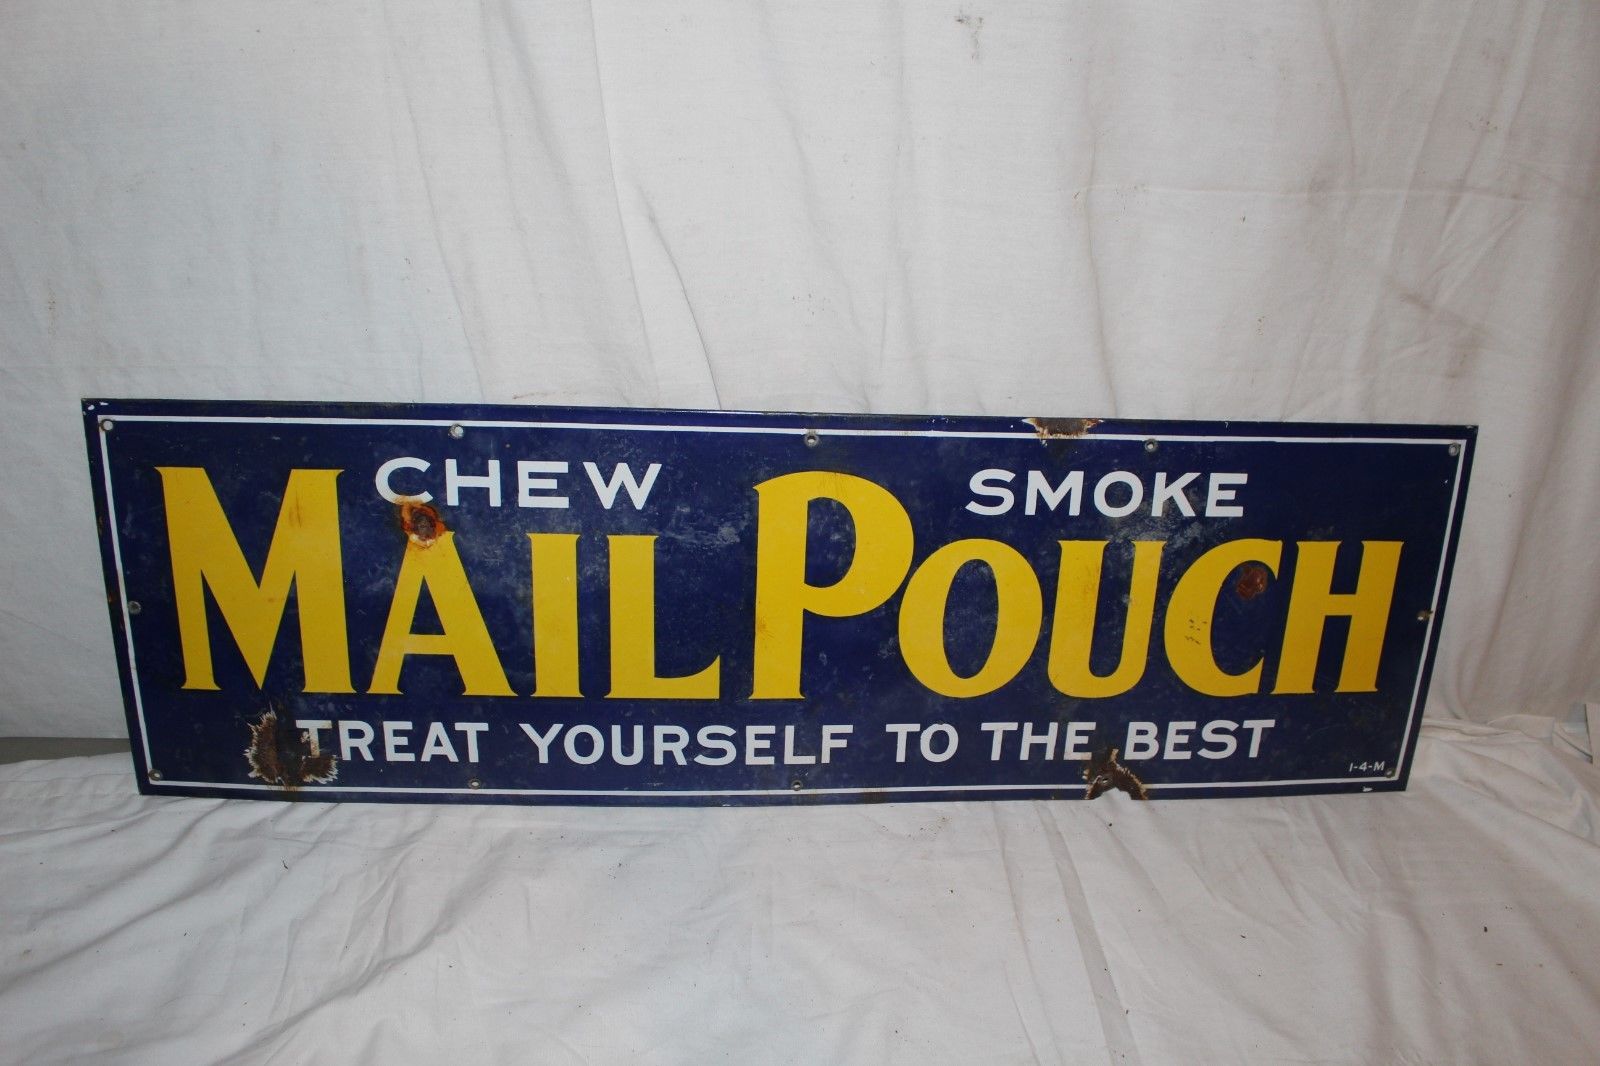 CHEW SMOKE
MAIL POUCH
TREAT YOURSELF TO THE BEST
1-4-M